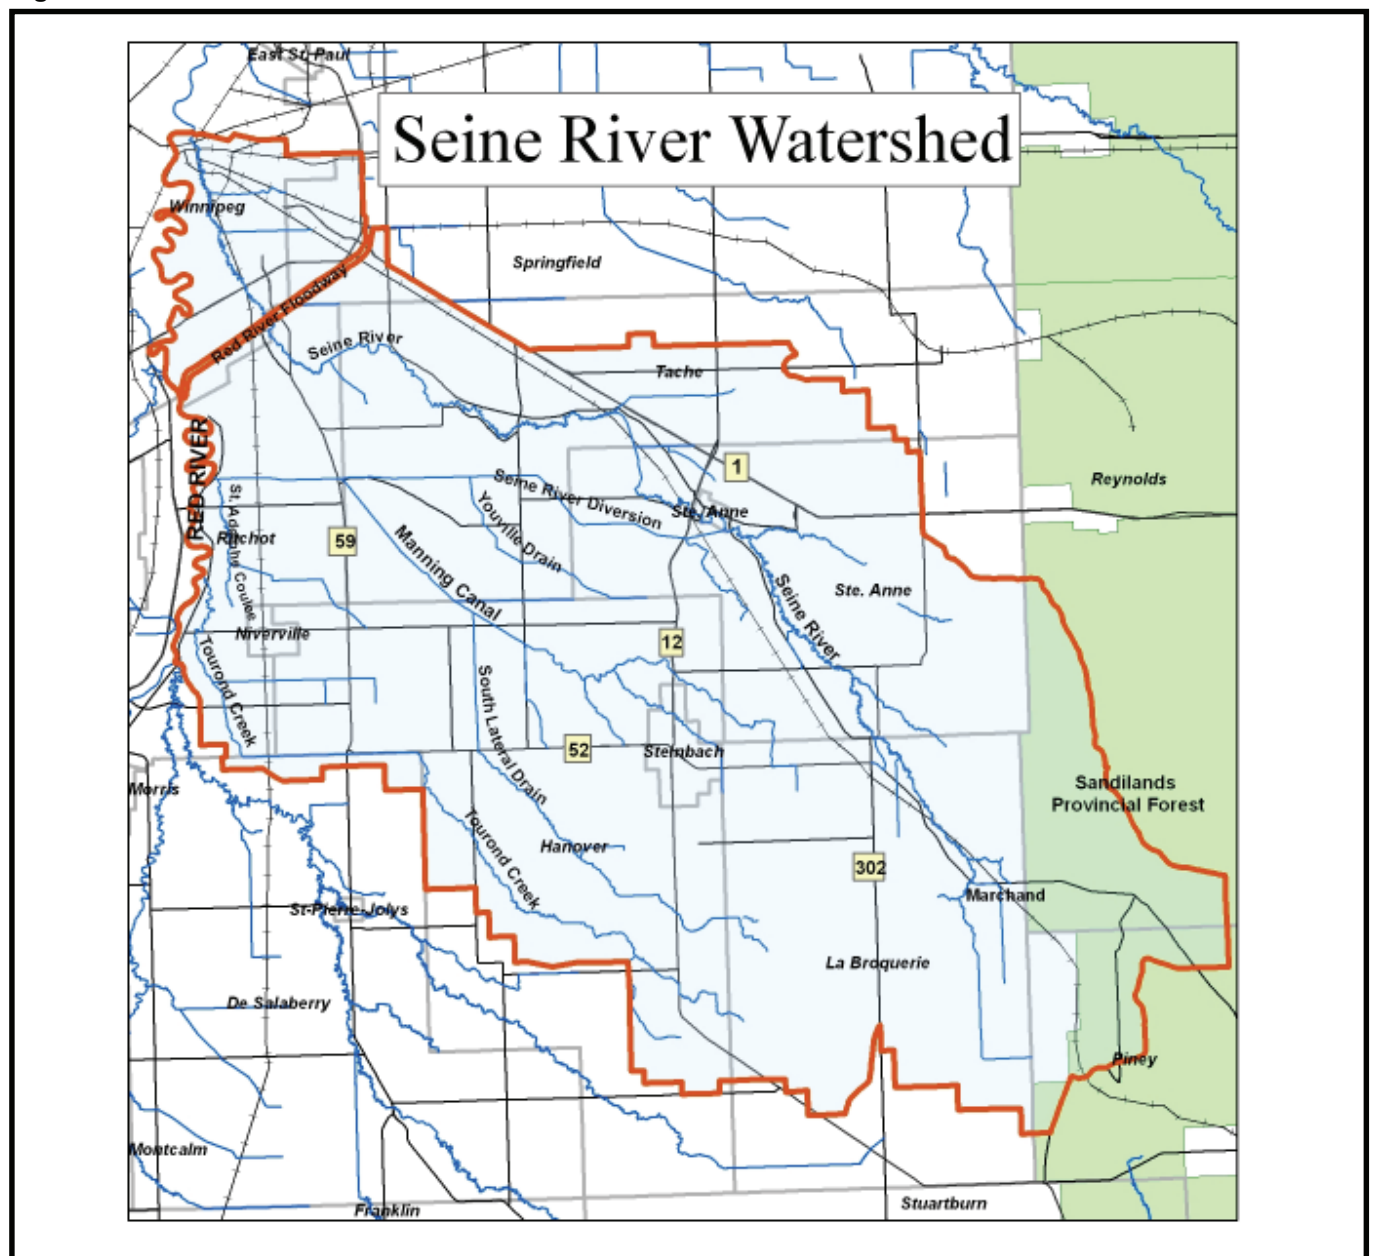 East St. Paul
Seine River Watershed
Winnipeg
Springfield
Red River Floodway
Seine River
Tache
RED RIVER
1
Reynolds
Seine River Diversion
St. Adolphe Coulee
Youville Drain
Ste. Anne
Ritchot
59
Manning Canal
Seine River
Ste. Anne
Niverville
12
Tourond Creek
South Lateral Drain
52
Steinbach
Morris
Sandilands
Provincial Forest
Tourond Creek
Hanover
302
Marchand
St-Pierre-Jolys
La Broquerie
De Salaberry
Piney
Montcalm
Franklin
Stuartburn